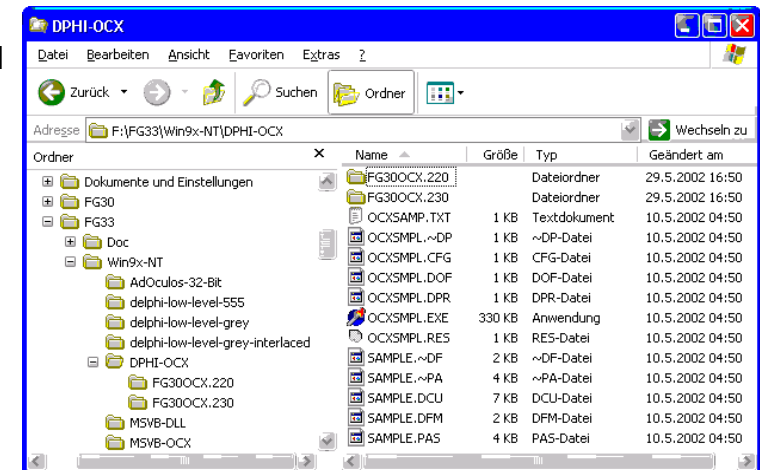 DPHI-OCX
Datei Bearbeiten Ansicht Favoriten Extras ?
Zurück Suchen Ordner
Adresse F:\FG33\Win9x-NT\DPHI-OCX Wechseln zu
Ordner x
Dokumente und Einstellungen
FG30
FG33
Doc
Win9x-NT
AdOculos-32-Bit
delphi-low-level-555
delphi-low-level-grey
delphi-low-level-grey-interlaced
DPHI-OCX
FG30OCX.220
FG30OCX.230
MSVB-DLL
MSVB-OCX
Name Größe Typ Geändert am
FG30OCX.220 Dateiordner 29.5.2002 16:50
FG30OCX.230 Dateiordner 29.5.2002 16:50
OCXSAMP.TXT 1 KB Textdokument 10.5.2002 04:50
OCXSMPL.~DP 1 KB ~DP-Datei 10.5.2002 04:50
OCXSMPL.CFG 1 KB CFG-Datei 10.5.2002 04:50
OCXSMPL.DOF 1 KB DOF-Datei 10.5.2002 04:50
OCXSMPL.DPR 1 KB DPR-Datei 10.5.2002 04:50
OCXSMPL.EXE 330 KB Anwendung 10.5.2002 04:50
OCXSMPL.RES 1 KB RES-Datei 10.5.2002 04:50
SAMPLE.~DF 2 KB ~DF-Datei 10.5.2002 04:50
SAMPLE.~PA 4 KB ~PA-Datei 10.5.2002 04:50
SAMPLE.DCU 7 KB DCU-Datei 10.5.2002 04:50
SAMPLE.DFM 2 KB DFM-Datei 10.5.2002 04:50
SAMPLE.PAS 4 KB PAS-Datei 10.5.2002 04:50